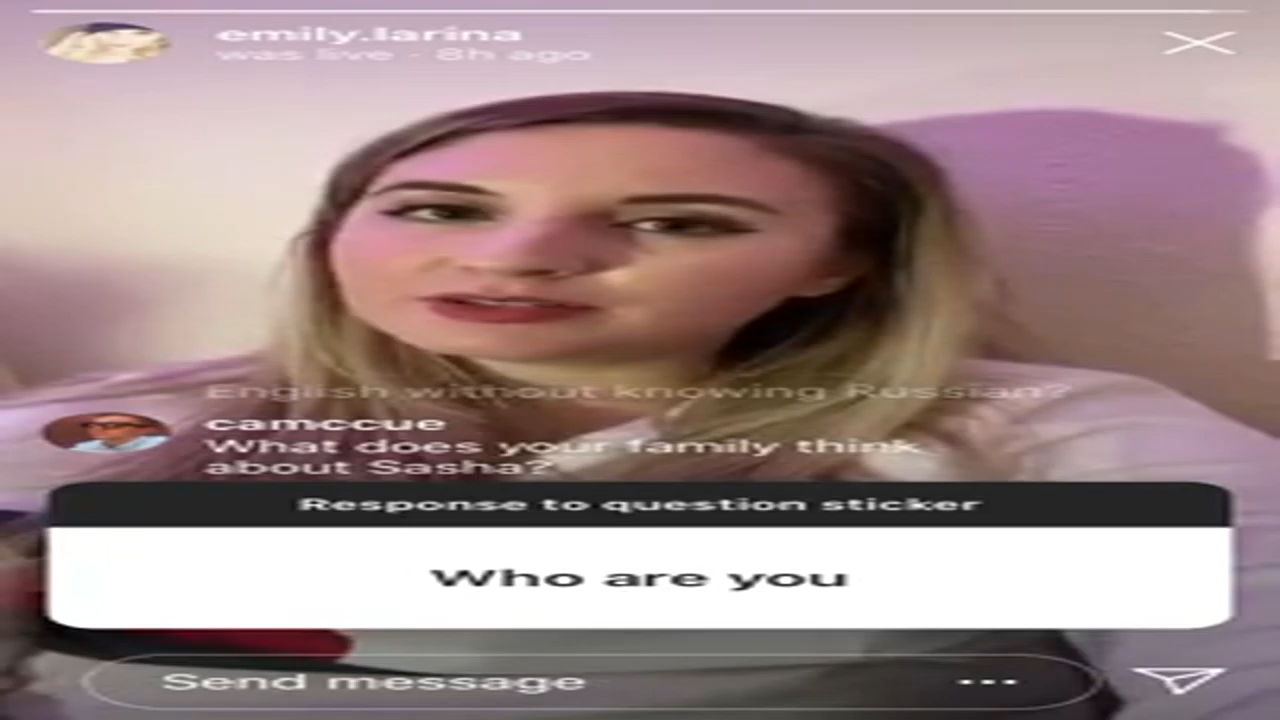 emily.larina
was live · 8h ago
English without knowing Russian?
camccue
What does your family think
about Sasha?
Response to question sticker
Who are you
Send message